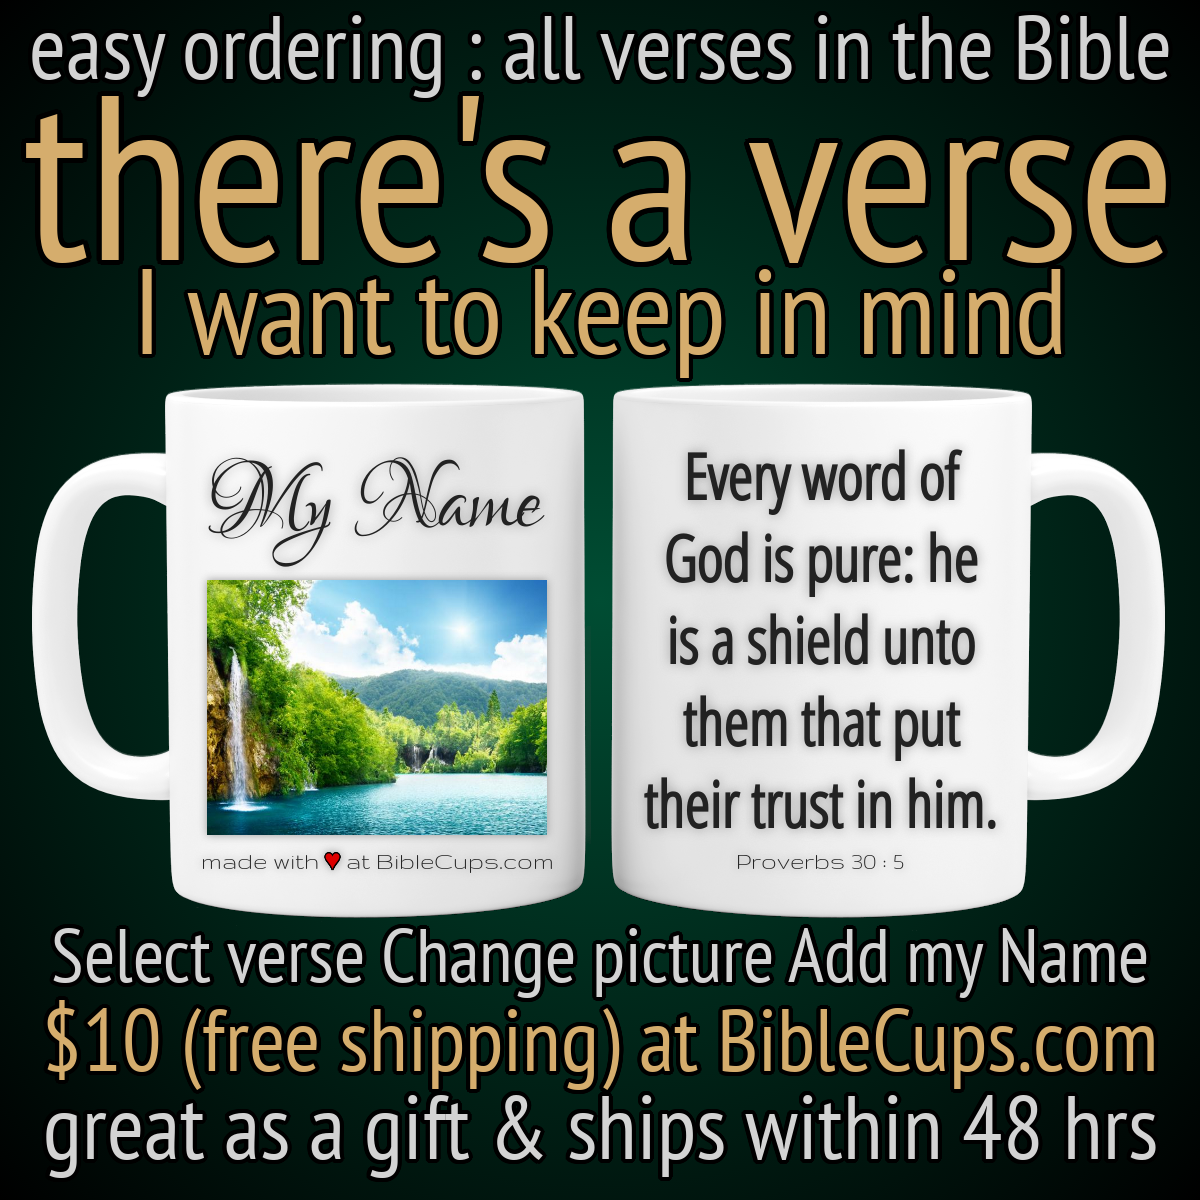 easy ordering : all verses in the Bible
there's a verse
I want to keep in mind
My Name
made with ♥ at BibleCups.com
Every word of
God is pure: he
is a shield unto
them that put
their trust in him.
Proverbs 30 : 5
Select verse Change picture Add my Name
$10 (free shipping) at BibleCups.com
great as a gift & ships within 48 hrs